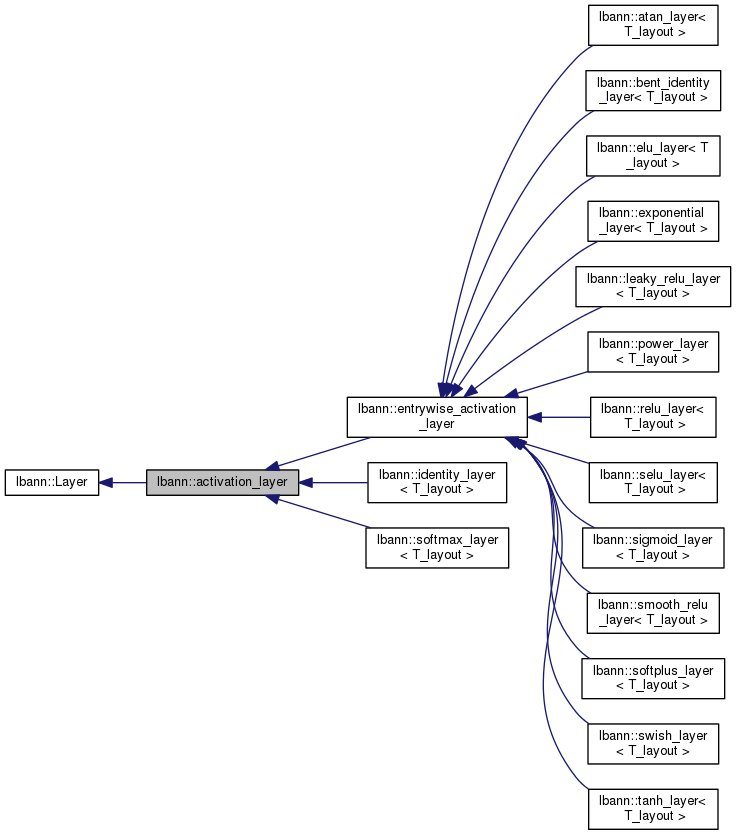 lbann::Layer
lbann::activation_layer
lbann::entrywise_activation
_layer
lbann::identity_layer
< T_layout >
lbann::softmax_layer
< T_layout >
lbann::atan_layer<
T_layout >
lbann::bent_identity
_layer< T_layout >
lbann::elu_layer< T
_layout >
lbann::exponential
_layer< T_layout >
lbann::leaky_relu_layer
< T_layout >
lbann::power_layer
< T_layout >
lbann::relu_layer<
T_layout >
lbann::selu_layer<
T_layout >
lbann::sigmoid_layer
< T_layout >
lbann::smooth_relu
_layer< T_layout >
lbann::softplus_layer
< T_layout >
lbann::swish_layer
< T_layout >
lbann::tanh_layer<
T_layout >